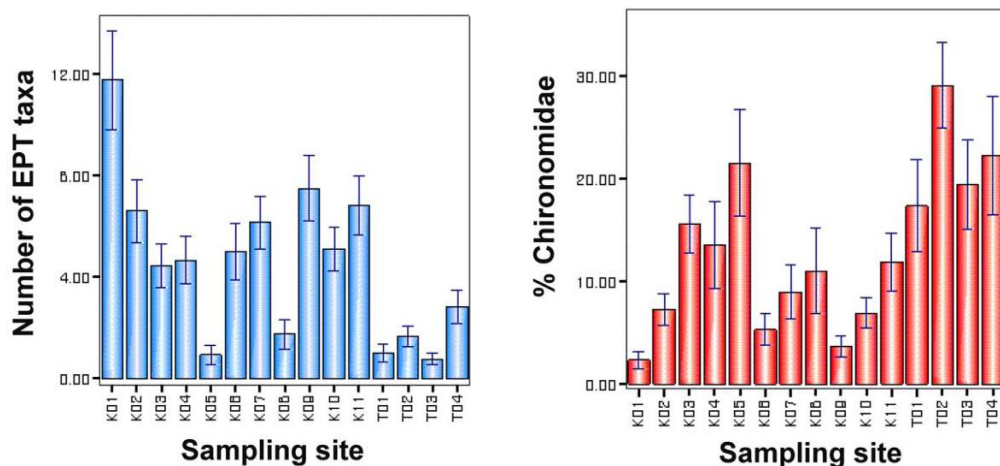 Number of EPT taxa
12.00
8.00
4.00
0.00
K01
K02
K03
K04
K05
K06
K07
K08
K09
K10
K11
T01
T02
T03
T04
Sampling site
% Chironomidae
30.00
20.00
10.00
0.00
K01
K02
K03
K04
K05
K06
K07
K08
K09
K10
K11
T01
T02
T03
T04
Sampling site